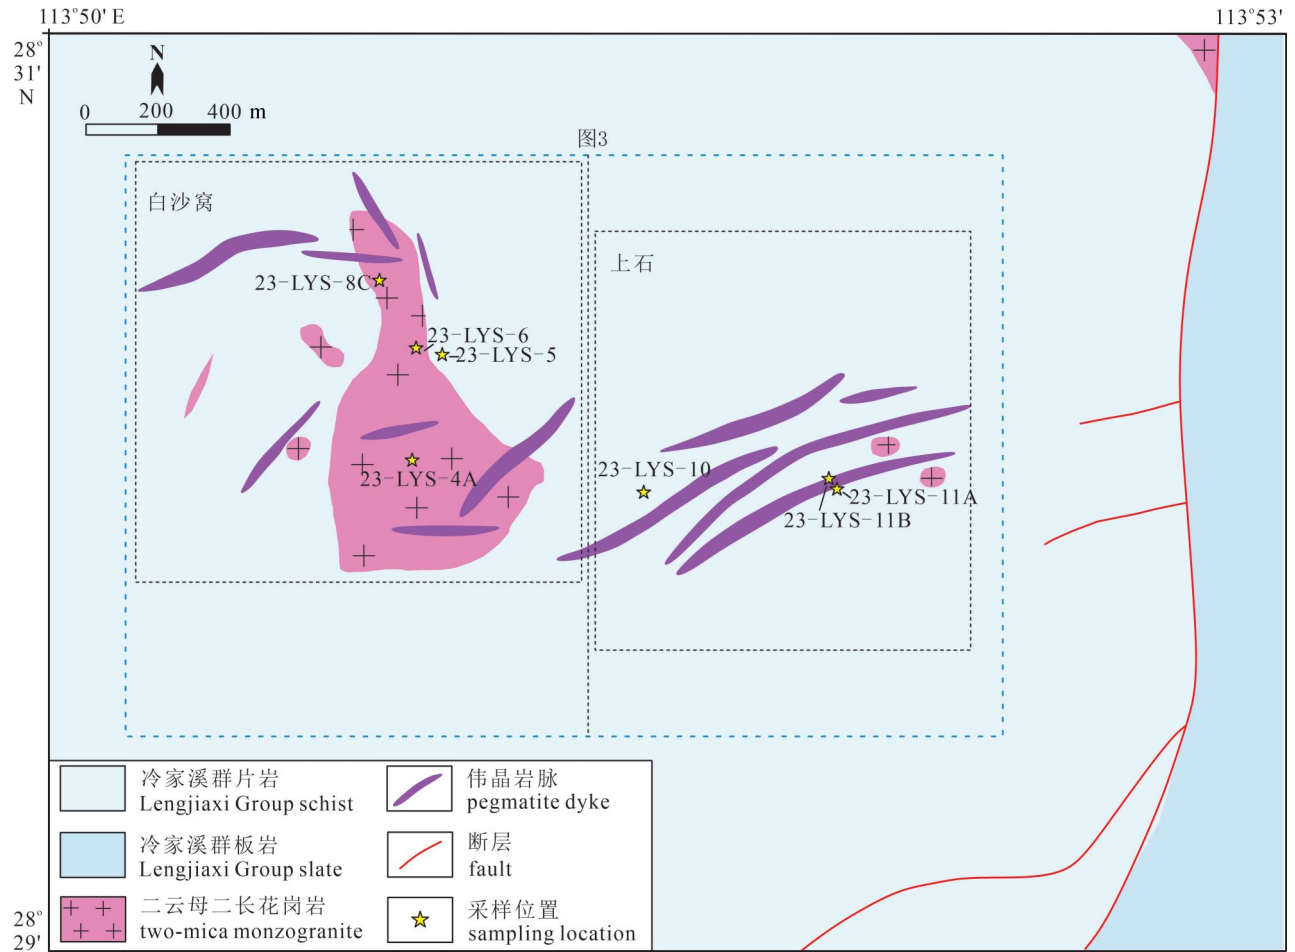 113°50' E
113°53'
28°
31'
N
N
0 200 400 m
图3
白沙窝
上石
23-LYS-8C
23-LYS-6
23-LYS-5
23-LYS-4A
23-LYS-10
23-LYS-11A
23-LYS-11B
冷家溪群片岩
Lengjiaxi Group schist
伟晶岩脉
pegmatite dyke
冷家溪群板岩
Lengjiaxi Group slate
断层
fault
二云母二长花岗岩
two-mica monzogranite
采样位置
sampling location
28°
29'